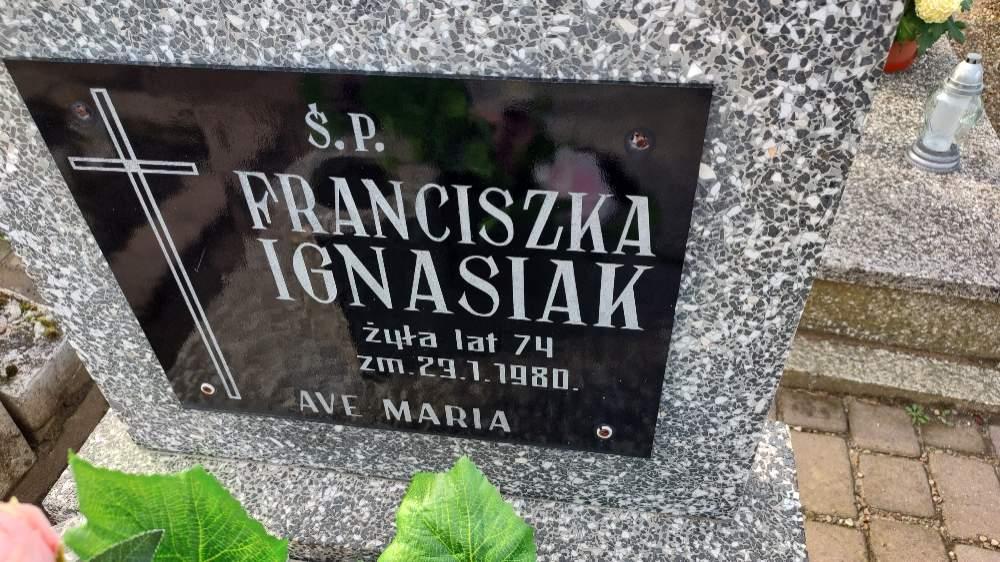 Ś.P.
FRANCISZKA
IGNASIAK
żyła lat 74
zm. 23.1.1980.
AVE MARIA